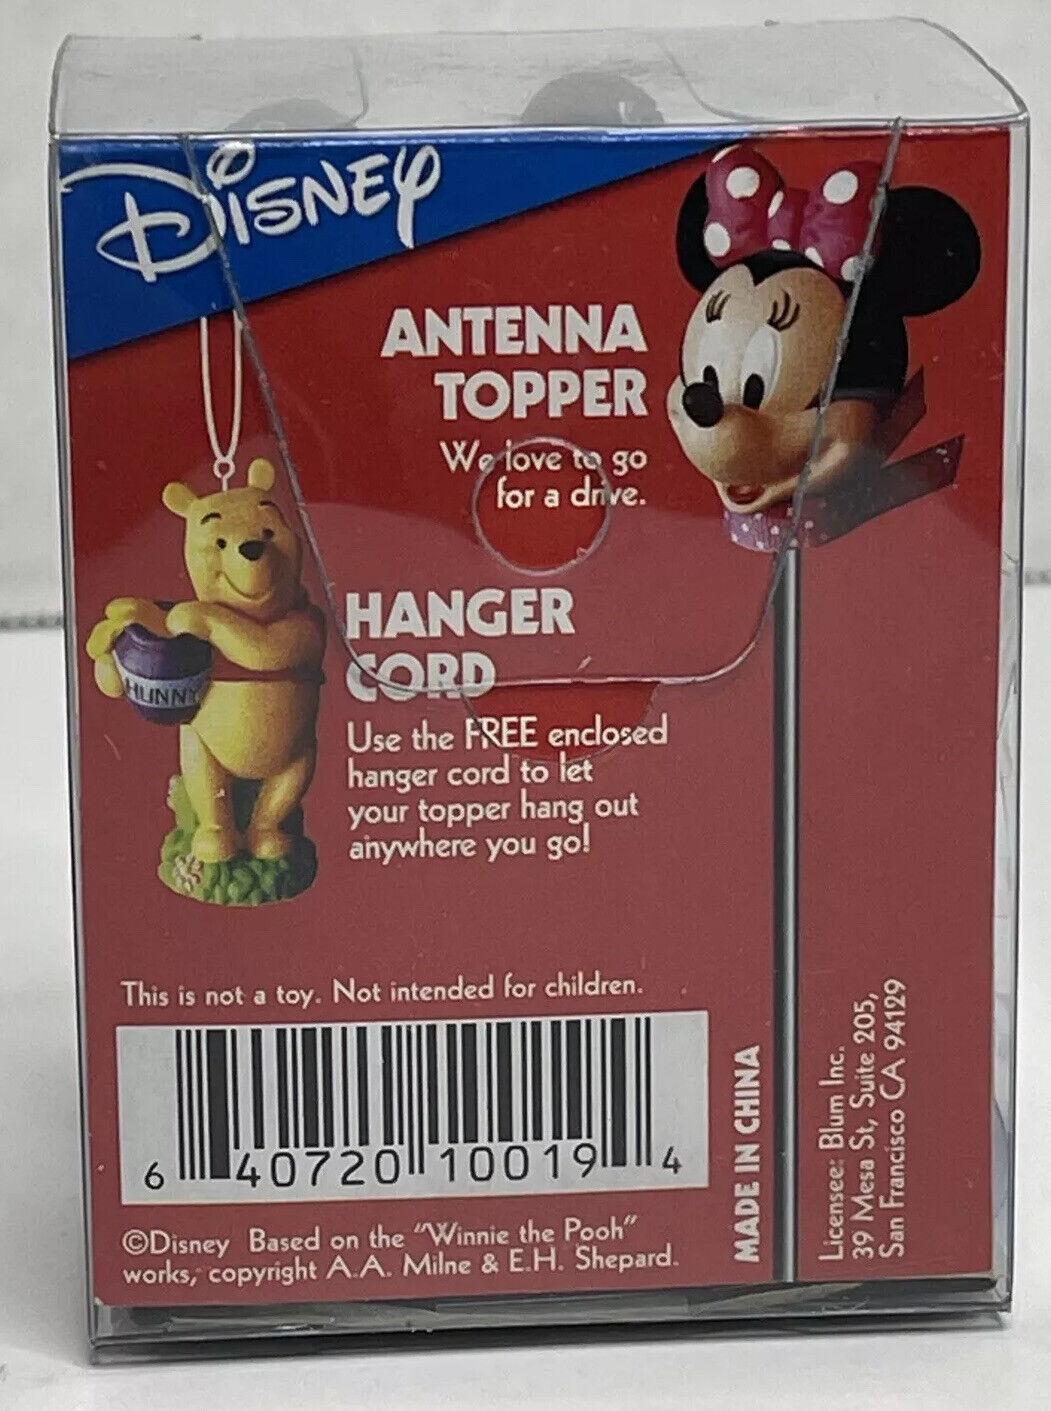 Disney
ANTENNA
TOPPER
We love to go
for a drive.
HUNNY
HANGER
CORD
Use the FREE enclosed
hanger cord to let
your topper hang out
anywhere you go!
This is not a toy. Not intended for children.
6 40720 10019 4
©Disney Based on the "Winnie the Pooh"
works, copyright A.A. Milne & E.H. Shepard.
MADE IN CHINA
Licensee: Blum Inc.
39 Mesa St, Suite 205,
San Francisco CA 94129